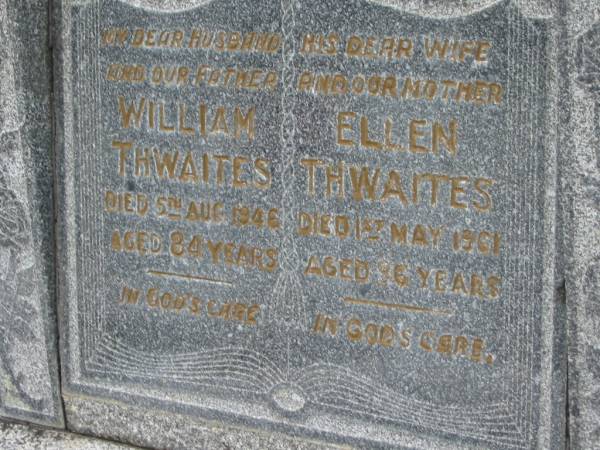 MY DEAR HUSBAND
AND OUR FATHER
WILLIAM
THWAITES
DIED 5TH AUG 1946
AGED 84 YEARS
IN GOD'S CARE
HIS DEAR WIFE
AND OUR MOTHER
ELLEN
THWAITES
DIED 1ST MAY 1961
AGED 96 YEARS
IN GOD'S CARE.